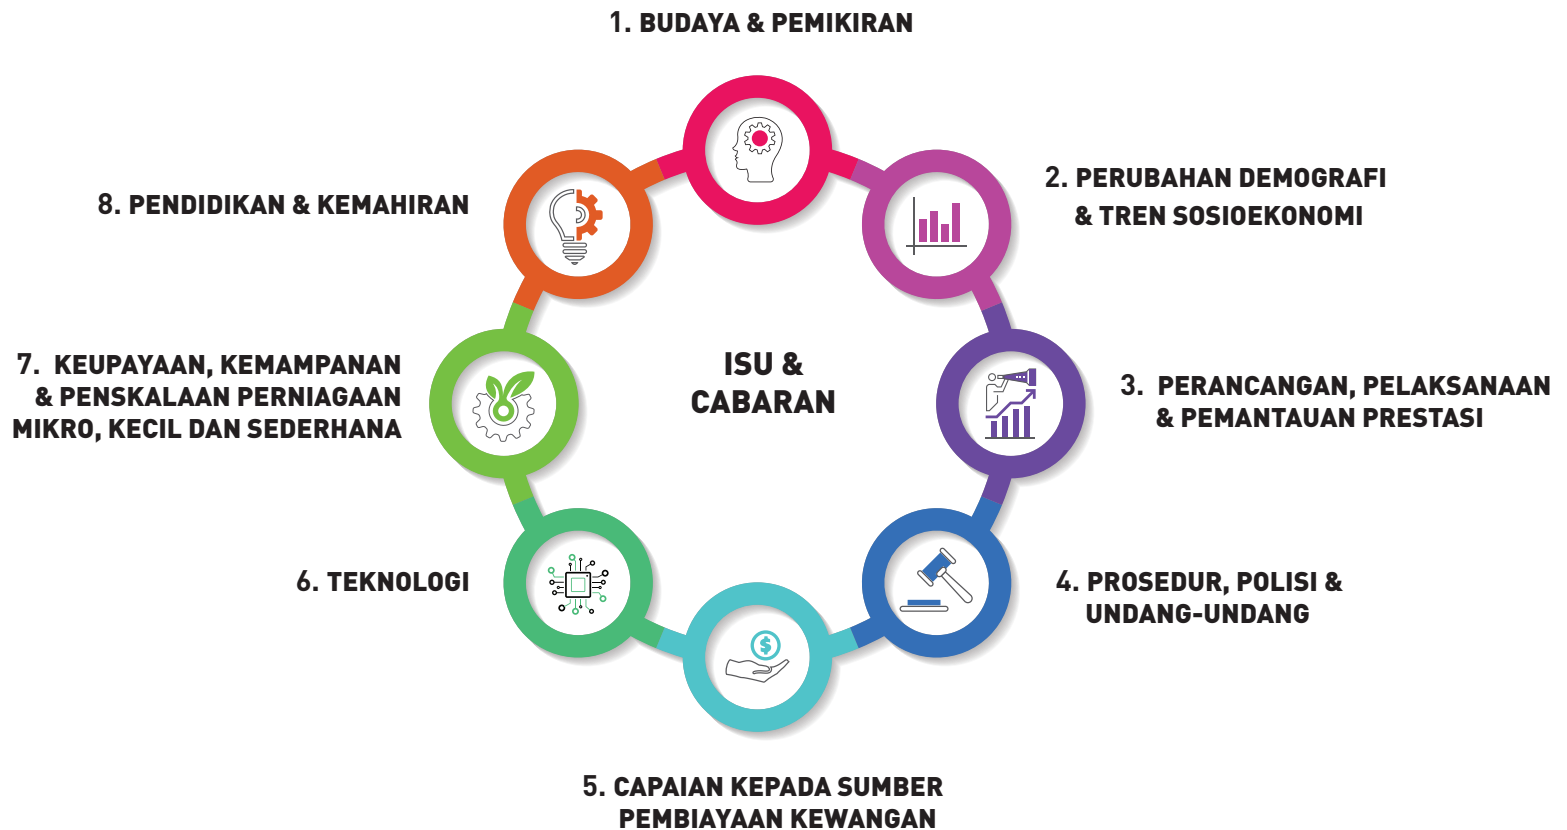 1. BUDAYA & PEMIKIRAN
2. PERUBAHAN DEMOGRAFI
& TREN SOSIOEKONOMI
3. PERANCANGAN, PELAKSANAAN
& PEMANTAUAN PRESTASI
4. PROSEDUR, POLISI &
UNDANG-UNDANG
5. CAPAIAN KEPADA SUMBER
PEMBIAYAAN KEWANGAN
6. TEKNOLOGI
7. KEUPAYAAN, KEMAMPANAN
& PENSKALAAN PERNIAGAAN
MIKRO, KECIL DAN SEDERHANA
8. PENDIDIKAN & KEMAHIRAN
ISU &
CABARAN
$